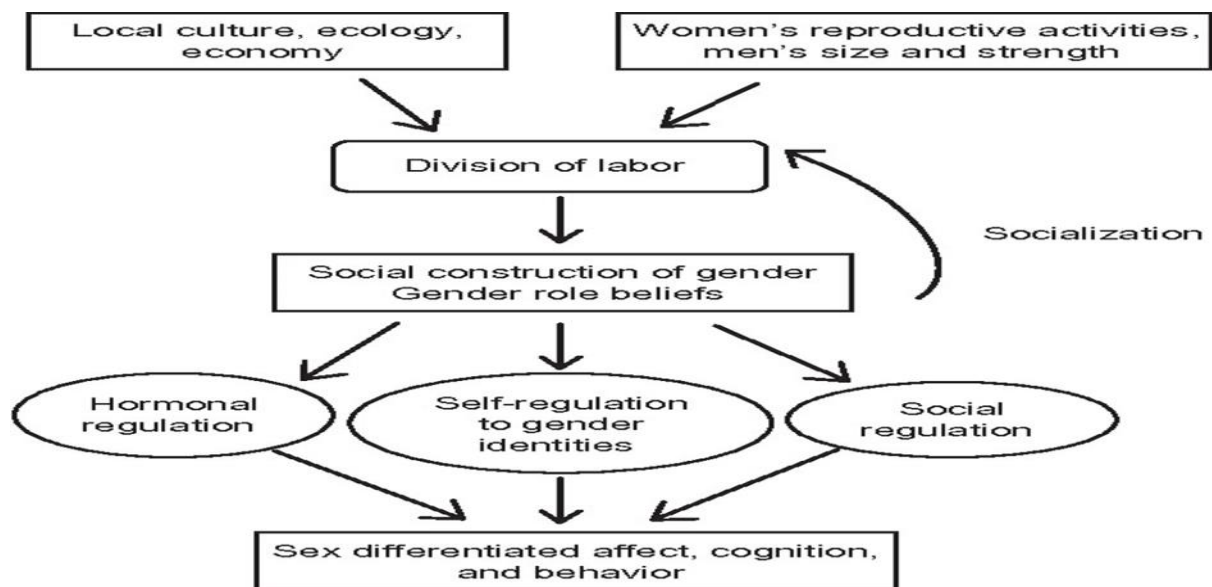 Local culture, ecology,
economy
Women's reproductive activities,
men's size and strength
Division of labor
Socialization
Social construction of gender
Gender role beliefs
Hormonal
regulation
Self-regulation
to gender
identities
Social
regulation
Sex differentiated affect, cognition,
and behavior